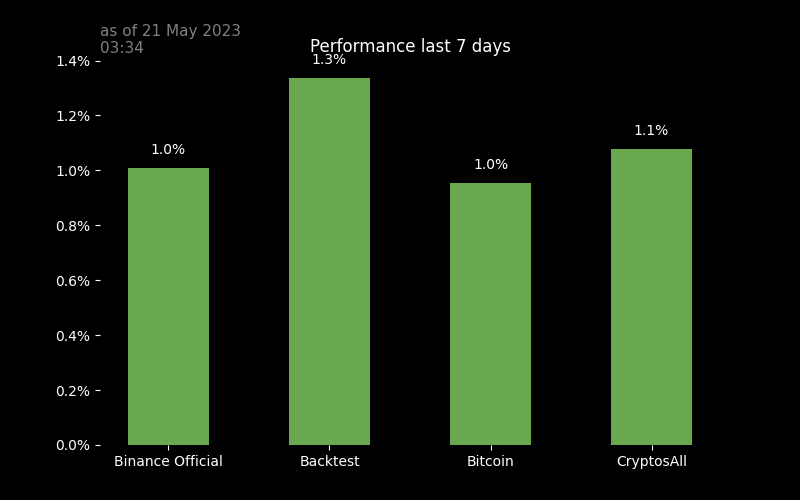 as of 21 May 2023
03:34
Performance last 7 days
1.4%
1.2%
1.0%
0.8%
0.6%
0.4%
0.2%
0.0%
1.0%
1.3%
1.0%
1.1%
Binance Official
Backtest
Bitcoin
CryptosAll